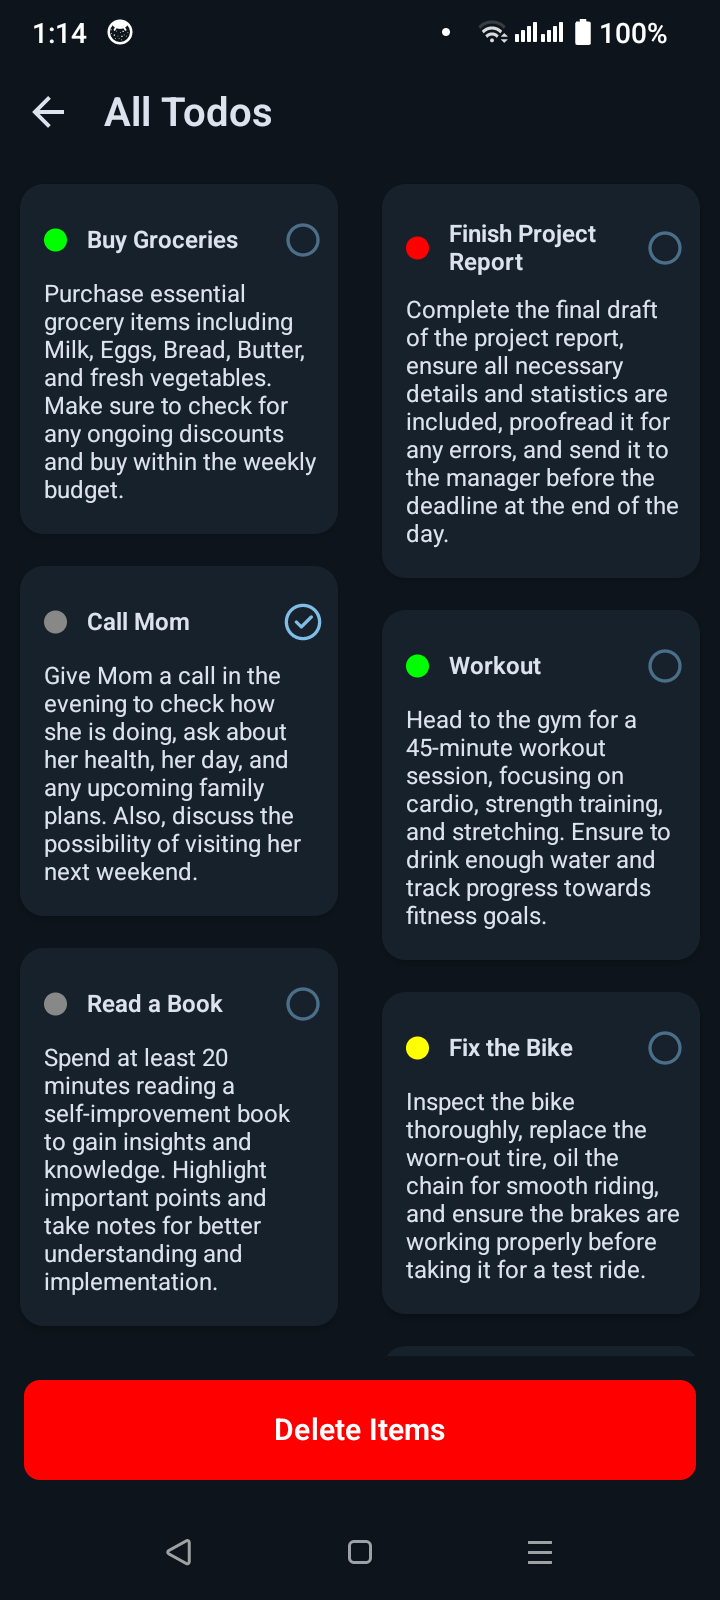 1:14
100%
All Todos
Buy Groceries
Purchase essential
grocery items including
Milk, Eggs, Bread, Butter,
and fresh vegetables.
Make sure to check for
any ongoing discounts
and buy within the weekly
budget.
Finish Project
Report
Complete the final draft
of the project report,
ensure all necessary
details and statistics are
included, proofread it for
any errors, and send it to
the manager before the
deadline at the end of the
day.
Call Mom
Give Mom a call in the
evening to check how
she is doing, ask about
her health, her day, and
any upcoming family
plans. Also, discuss the
possibility of visiting her
next weekend.
Workout
Head to the gym for a
45-minute workout
session, focusing on
cardio, strength training,
and stretching. Ensure to
drink enough water and
track progress towards
fitness goals.
Read a Book
Spend at least 20
minutes reading a
self-improvement book
to gain insights and
knowledge. Highlight
important points and
take notes for better
understanding and
implementation.
Fix the Bike
Inspect the bike
thoroughly, replace the
worn-out tire, oil the
chain for smooth riding,
and ensure the brakes are
working properly before
taking it for a test ride.
Delete Items